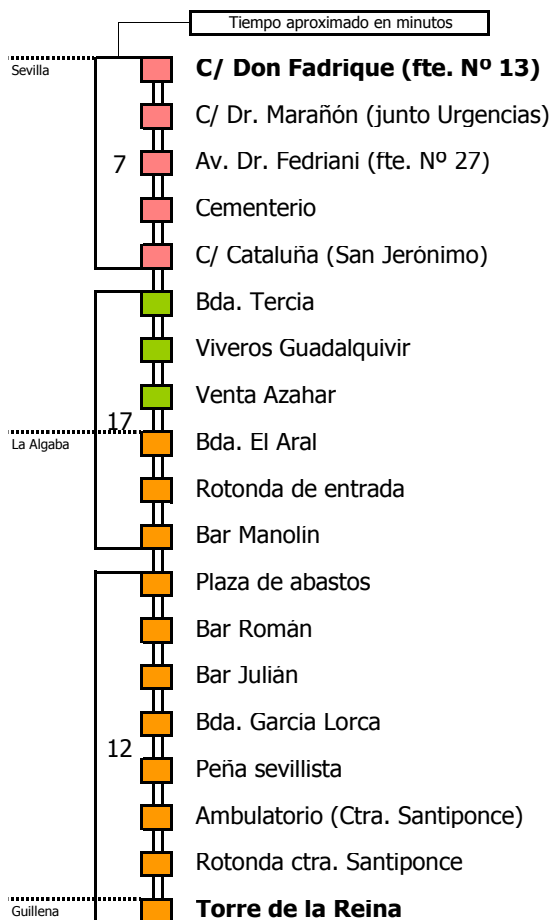 Tiempo aproximado en minutos
Sevilla
C/ Don Fadrique (fte. Nº 13)
C/ Dr. Marañón (junto Urgencias)
7
Av. Dr. Fedriani (fte. Nº 27)
Cementerio
C/ Cataluña (San Jerónimo)
Bda. Tercia
Viveros Guadalquivir
Venta Azahar
17
La Algaba
Bda. El Aral
Rotonda de entrada
Bar Manolín
Plaza de abastos
Bar Román
Bar Julián
Bda. García Lorca
12
Peña sevillista
Ambulatorio (Ctra. Santiponce)
Rotonda ctra. Santiponce
Guillena
Torre de la Reina